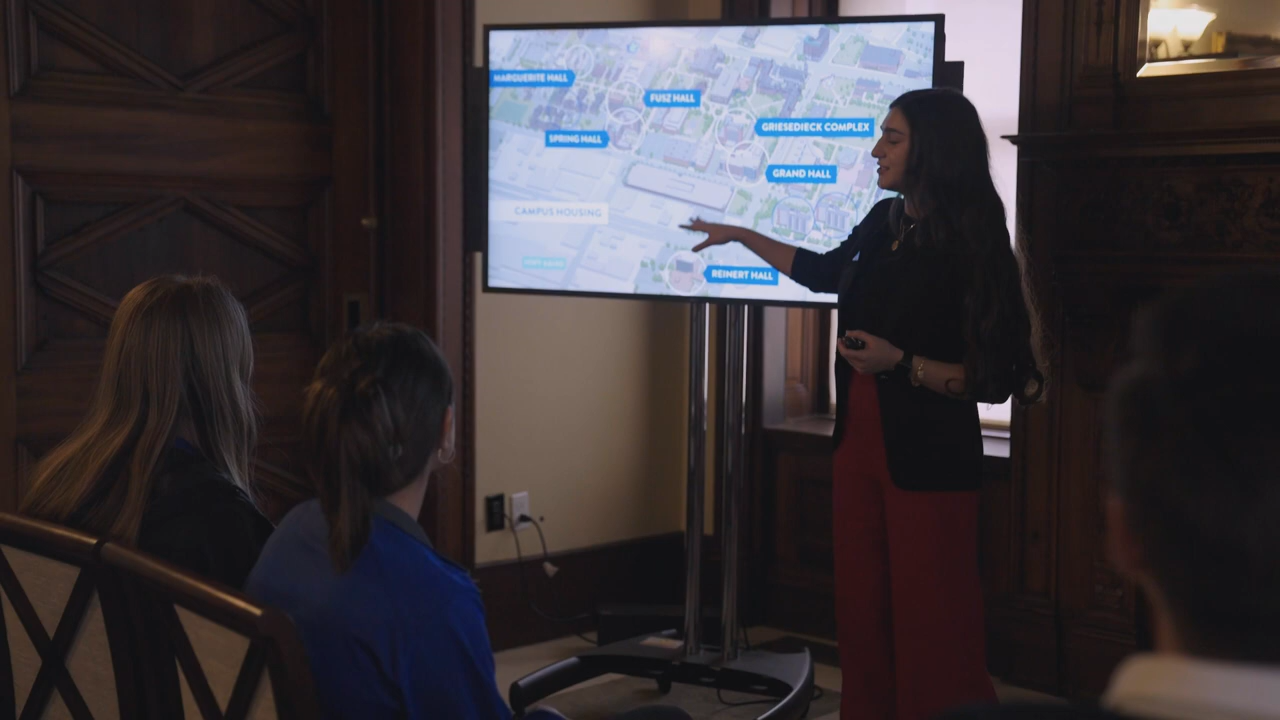 MARGUERITE HALL
FUSZ HALL
GRIESEDIECK COMPLEX
SPRING HALL
GRAND HALL
CAMPUS HOUSING
REINERT HALL